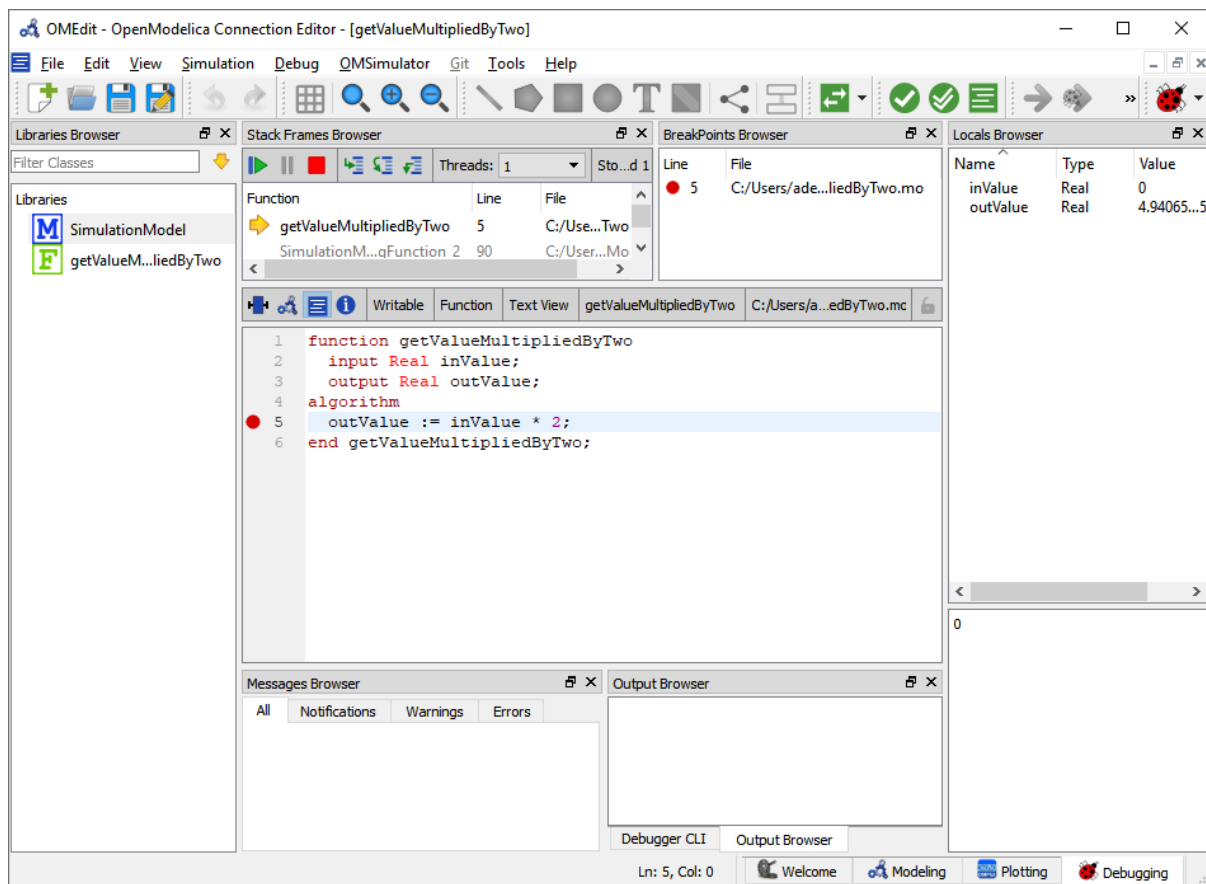 OMEdit - OpenModelica Connection Editor - [getValueMultipliedByTwo]
File Edit View Simulation Debug OMSimulator Git Tools Help
»
Libraries Browser
Filter Classes
Libraries
M SimulationModel
F getValueM...liedByTwo
Stack Frames Browser
Threads: 1 Sto...d 1
Function Line File
getValueMultipliedByTwo 5 C:/Use...Two
SimulationM...gFunction 2 90 C:/User...Mo
BreakPoints Browser
Line File
5 C:/Users/ade...liedByTwo.mo
Locals Browser
Name Type Value
inValue Real 0
outValue Real 4.94065...5
Writable Function Text View getValueMultipliedByTwo C:/Users/a...edByTwo.mo
1 function getValueMultipliedByTwo
2 input Real inValue;
3 output Real outValue;
4 algorithm
5 outValue := inValue * 2;
6 end getValueMultipliedByTwo;
0
Messages Browser
All Notifications Warnings Errors
Output Browser
Debugger CLI Output Browser
Ln: 5, Col: 0 Welcome Modeling Plotting Debugging